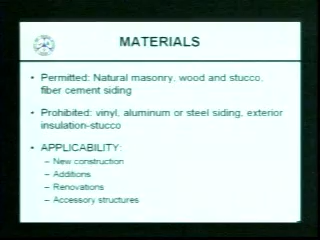 MATERIALS
• Permitted: Natural masonry, wood and stucco,
fiber cement siding
• Prohibited: vinyl, aluminum or steel siding, exterior
insulation-stucco
• APPLICABILITY:
– New construction
– Additions
– Renovations
– Accessory structures